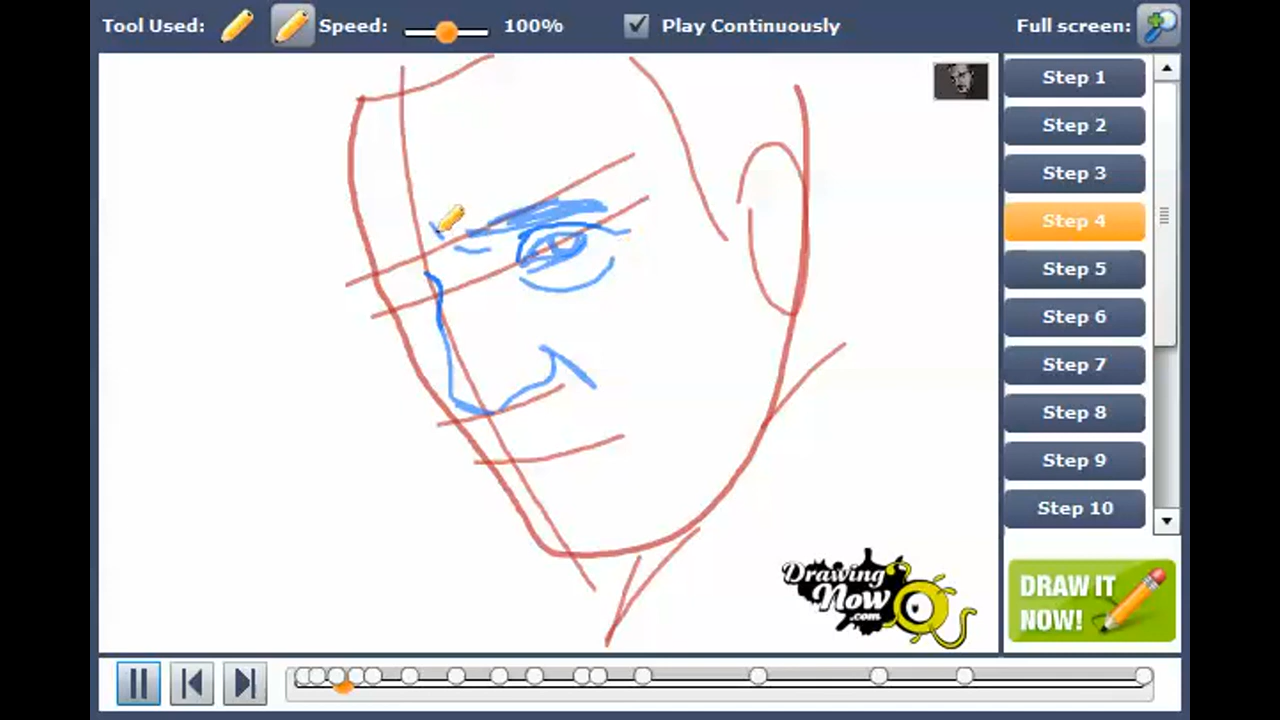 Tool Used:
Speed:
100%
Play Continuously
Full screen:
Step 1
Step 2
Step 3
Step 4
Step 5
Step 6
Step 7
Step 8
Step 9
Step 10
Drawing
Now
.com
DRAW IT
NOW!